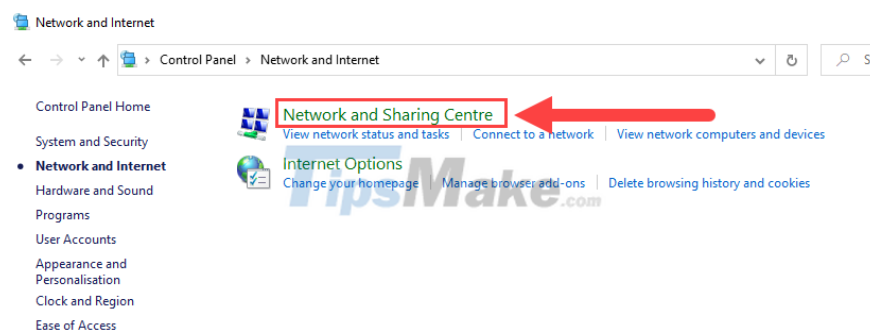 Network and Internet
Control Panel > Network and Internet
S
Control Panel Home
System and Security
Network and Internet
Hardware and Sound
Programs
User Accounts
Appearance and
Personalisation
Clock and Region
Ease of Access
Network and Sharing Centre
View network status and tasks
Connect to a network
View network computers and devices
Internet Options
Change your homepage
Manage browser add-ons
Delete browsing history and cookies
TipsMake.com